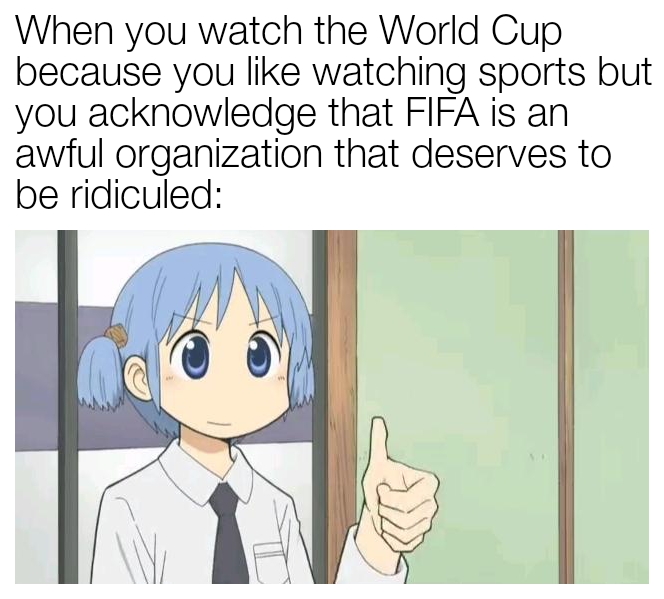 When you watch the World Cup
because you like watching sports but
you acknowledge that FIFA is an
awful organization that deserves to
be ridiculed: